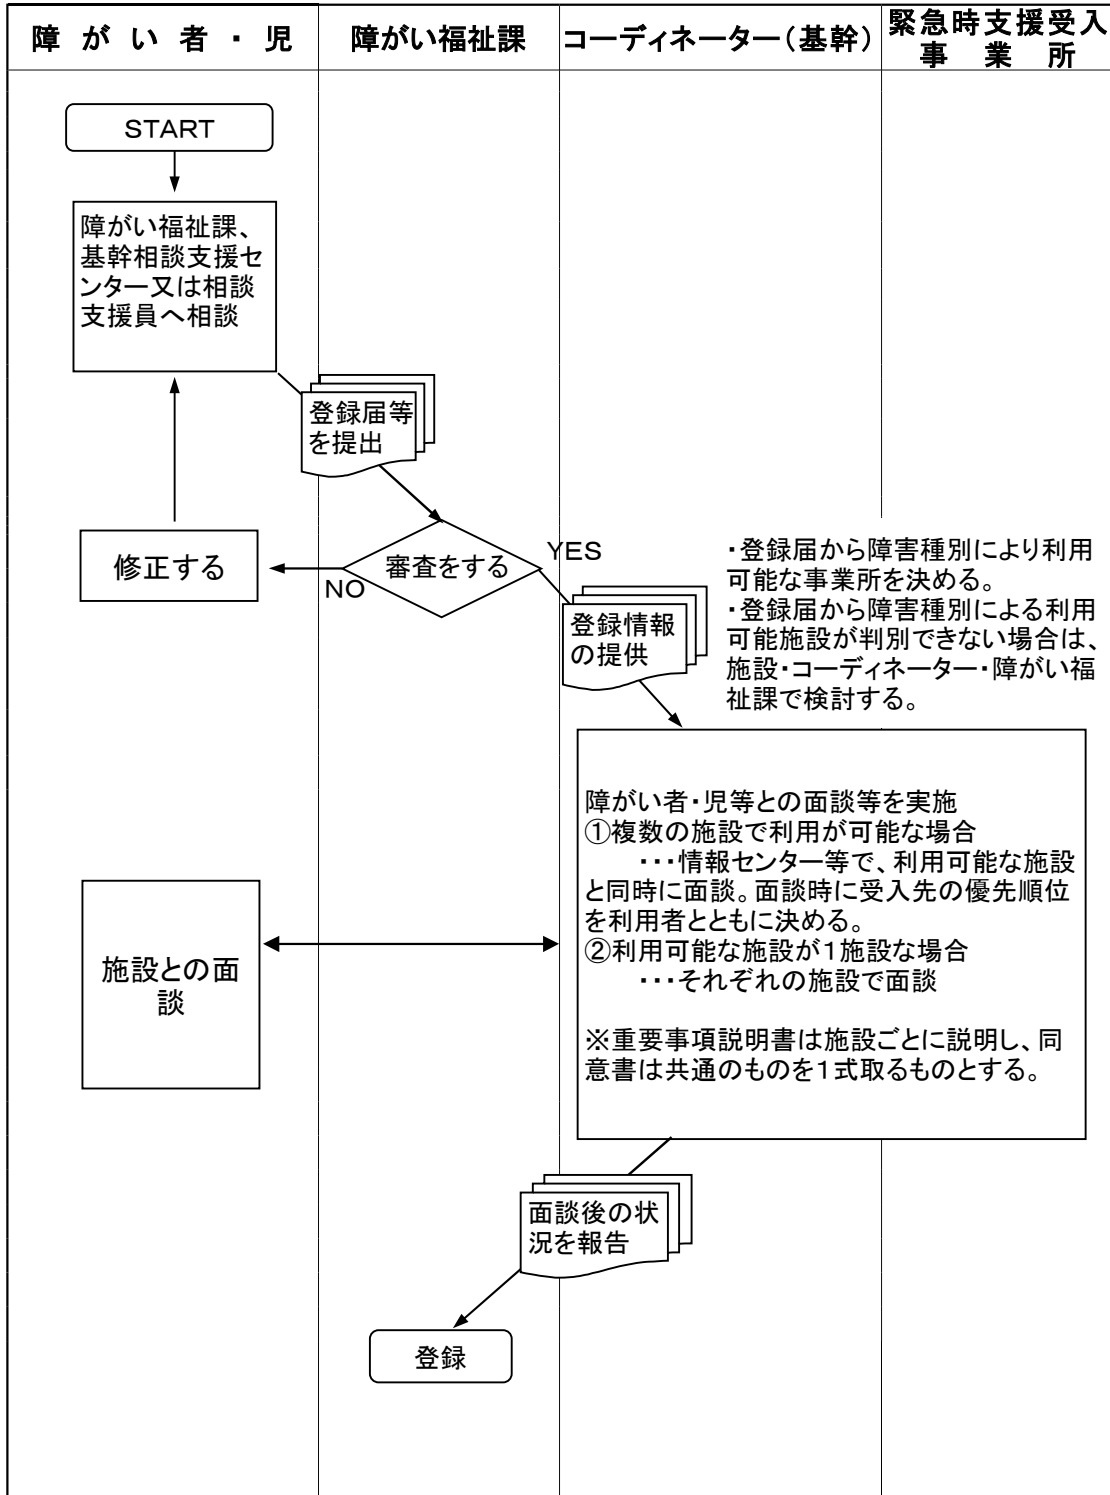 障がい者・児
障がい福祉課
コーディネーター(基幹)
緊急時支援受入
事業所
START
障がい福祉課、
基幹相談支援セ
ンター又は相談
支援員へ相談
登録届等
を提出
修正する
審査をする
NO
YES
登録情報
の提供
・登録届から障害種別により利用
可能な事業所を決める。
・登録届から障害種別による利用
可能施設が判別できない場合は、
施設・コーディネーター・障がい福
祉課で検討する。
障がい者・児等との面談等を実施
①複数の施設で利用が可能な場合
・・・情報センター等で、利用可能な施設
と同時に面談。面談時に受入先の優先順位
を利用者とともに決める。
②利用可能な施設が1施設な場合
・・・それぞれの施設で面談
※重要事項説明書は施設ごとに説明し、同
意書は共通のものを1式取るものとする。
施設との面
談
面談後の状
況を報告
登録